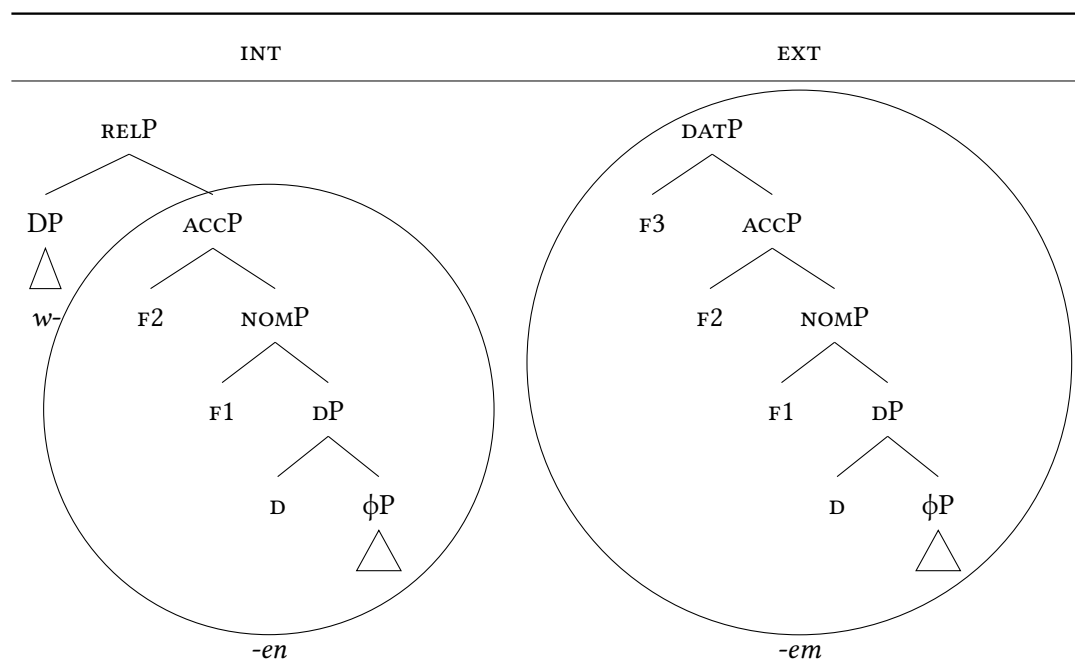 INT EXT
RELP DATP
DP ACCP F3 ACCP
w- F2 NOMP F2 NOMP
F1 DP F1 DP
D ϕP D ϕP
-en -em